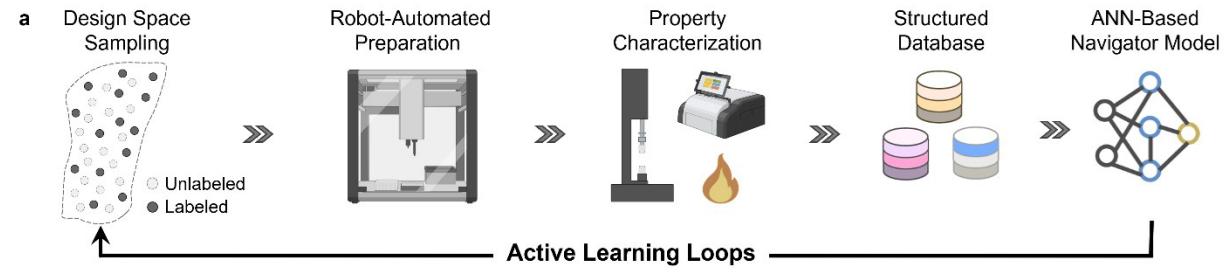 a
Design Space
Sampling
Robot-Automated
Preparation
Property
Characterization
Structured
Database
ANN-Based
Navigator Model
Unlabeled
Labeled
Active Learning Loops